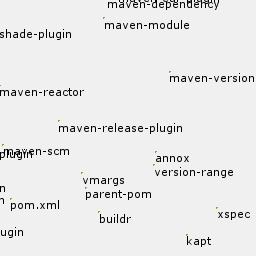 maven-dependency
maven-module
shade-plugin
maven-version
maven-reactor
maven-release-plugin
maven-scm
plugin
annox
version-range
vmargs
parent-pom
pom.xml
xspec
buildr
ugin
kapt